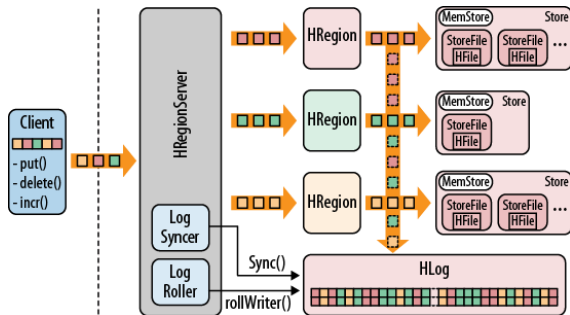 Client
- put()
- delete()
- incr()
HRegionServer
Log
Syncer
Log
Roller
HRegion
HRegion
HRegion
MemStore
Store
StoreFile
HFile
StoreFile
HFile
...
MemStore
Store
StoreFile
HFile
MemStore
Store
StoreFile
HFile
StoreFile
HFile
...
Sync()
rollWriter()
HLog